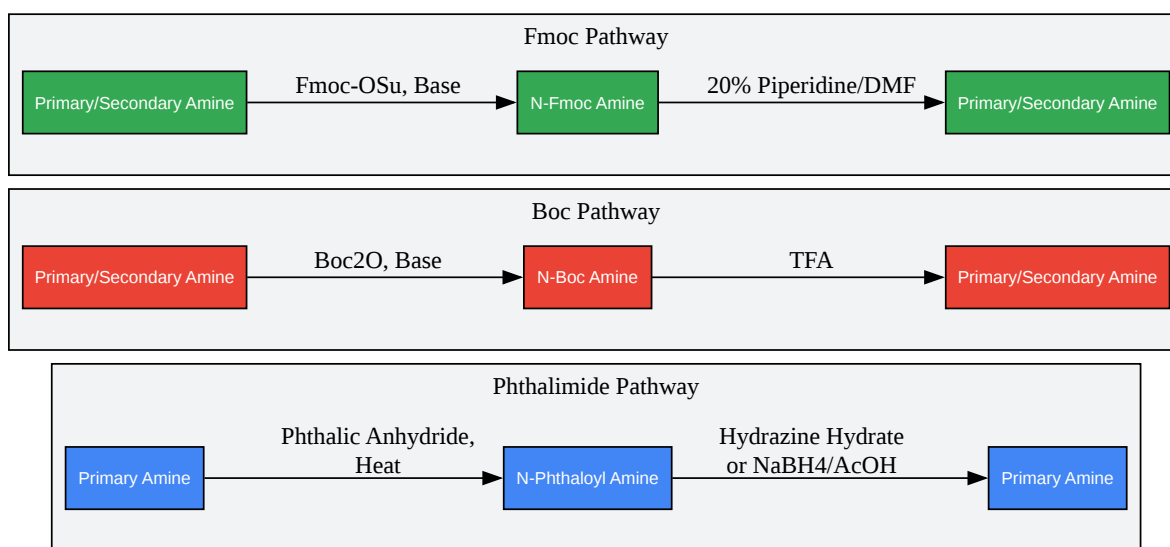 Fmoc Pathway
Primary/Secondary Amine
Fmoc-OSu, Base
N-Fmoc Amine
20% Piperidine/DMF
Primary/Secondary Amine
Boc Pathway
Primary/Secondary Amine
Boc2O, Base
N-Boc Amine
TFA
Primary/Secondary Amine
Phthalimide Pathway
Primary Amine
Phthalic Anhydride,
Heat
N-Phthaloyl Amine
Hydrazine Hydrate
or NaBH4/AcOH
Primary Amine